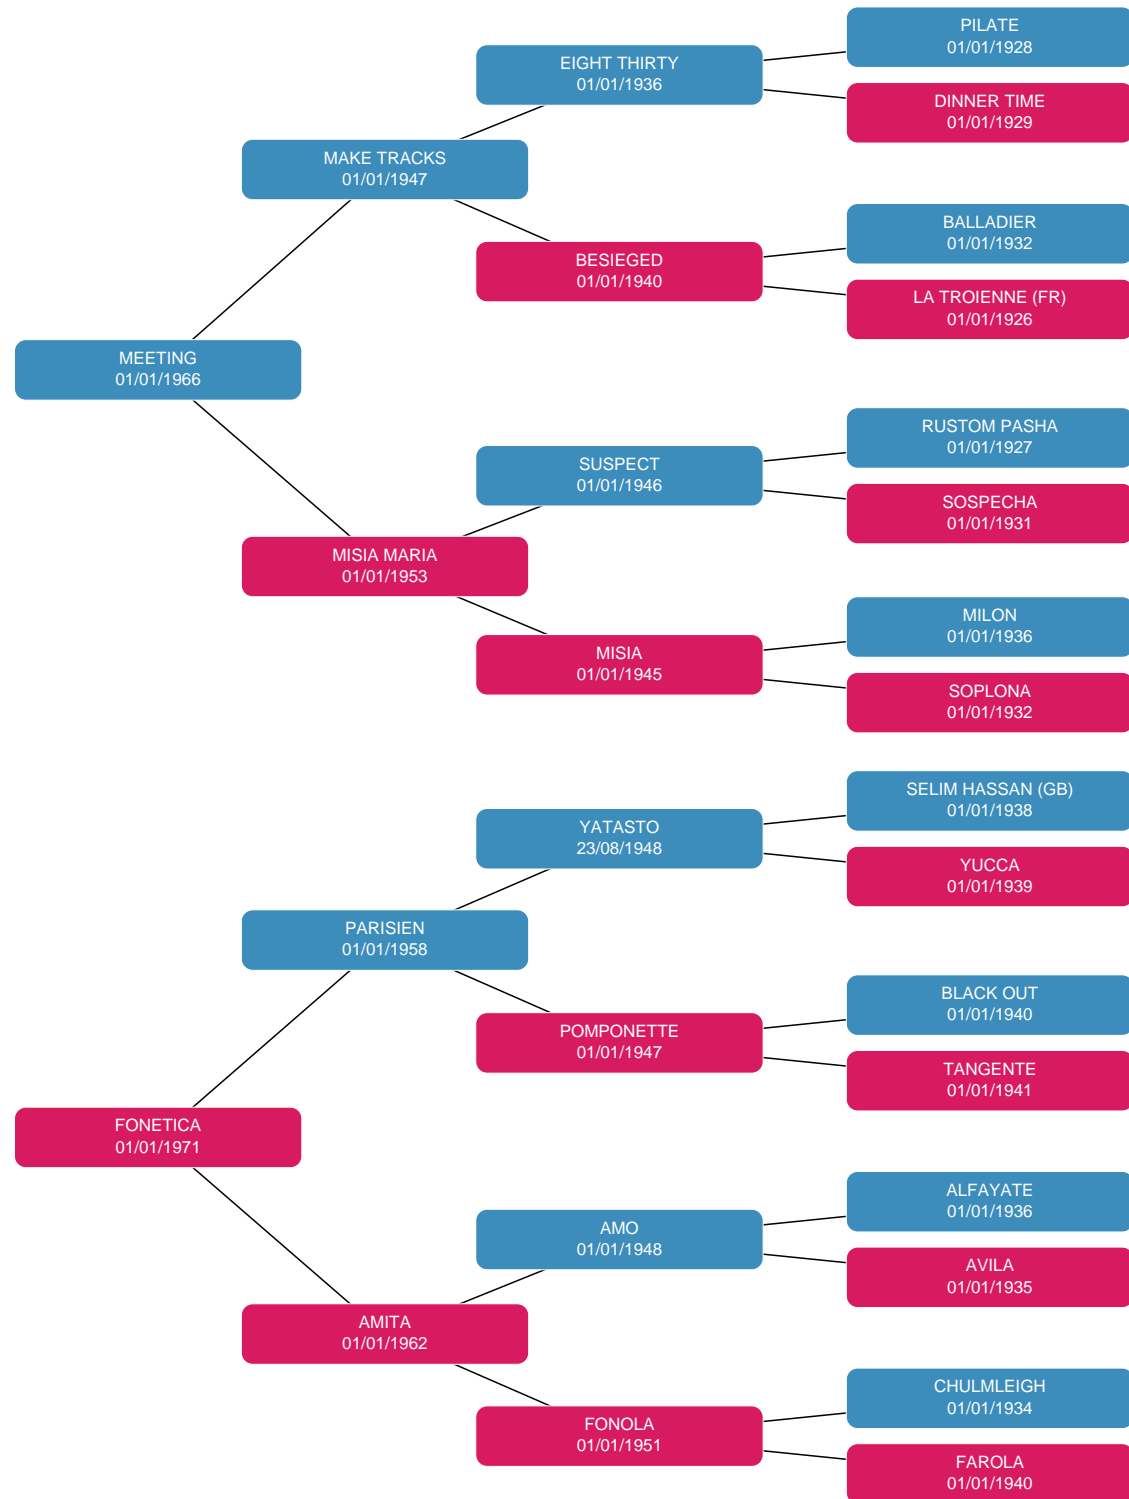 PILATE
01/01/1928
EIGHT THIRTY
01/01/1936
DINNER TIME
01/01/1929
MAKE TRACKS
01/01/1947
BALLADIER
01/01/1932
BESIEGED
01/01/1940
LA TROIENNE (FR)
01/01/1926
MEETING
01/01/1966
RUSTOM PASHA
01/01/1927
SUSPECT
01/01/1946
SOSPECHA
01/01/1931
MISIA MARIA
01/01/1953
MILON
01/01/1936
MISIA
01/01/1945
SOPLONA
01/01/1932
SELIM HASSAN (GB)
01/01/1938
YATASTO
23/08/1948
YUCCA
01/01/1939
PARISIEN
01/01/1958
BLACK OUT
01/01/1940
POMPONETTE
01/01/1947
TANGENTE
01/01/1941
FONETICA
01/01/1971
ALFAYATE
01/01/1936
AMO
01/01/1948
AVILA
01/01/1935
AMITA
01/01/1962
CHULMLEIGH
01/01/1934
FONOLA
01/01/1951
FAROLA
01/01/1940